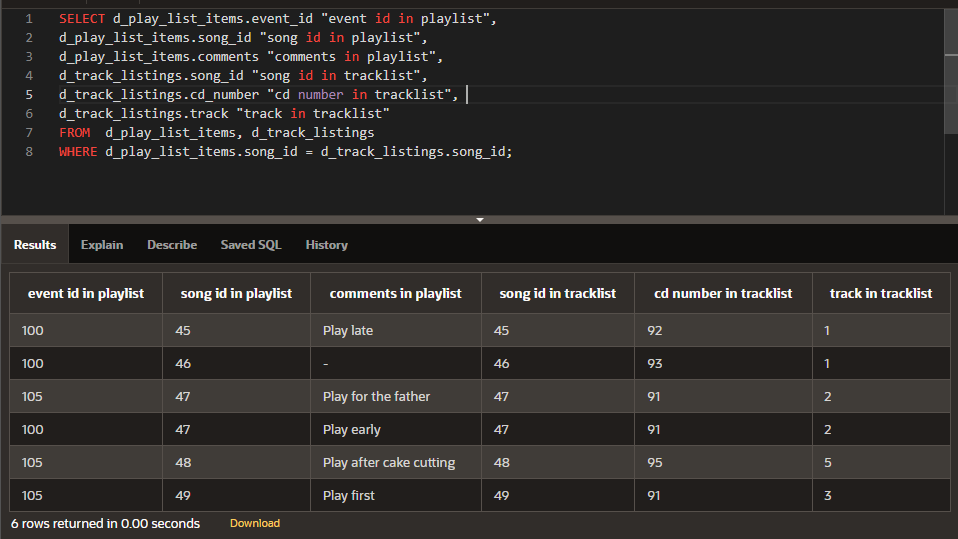 1 SELECT d_play_list_items.event_id "event id in playlist",
2 d_play_list_items.song_id "song id in playlist",
3 d_play_list_items.comments "comments in playlist",
4 d_track_listings.song_id "song id in tracklist",
5 d_track_listings.cd_number "cd number in tracklist",
6 d_track_listings.track "track in tracklist"
7 FROM  d_play_list_items, d_track_listings
8 WHERE d_play_list_items.song_id = d_track_listings.song_id;
Results Explain Describe Saved SQL History
event id in playlist song id in playlist comments in playlist song id in tracklist cd number in tracklist track in tracklist
100 45 Play late 45 92 1
100 46 - 46 93 1
105 47 Play for the father 47 91 2
100 47 Play early 47 91 2
105 48 Play after cake cutting 48 95 5
105 49 Play first 49 91 3
6 rows returned in 0.00 seconds Download